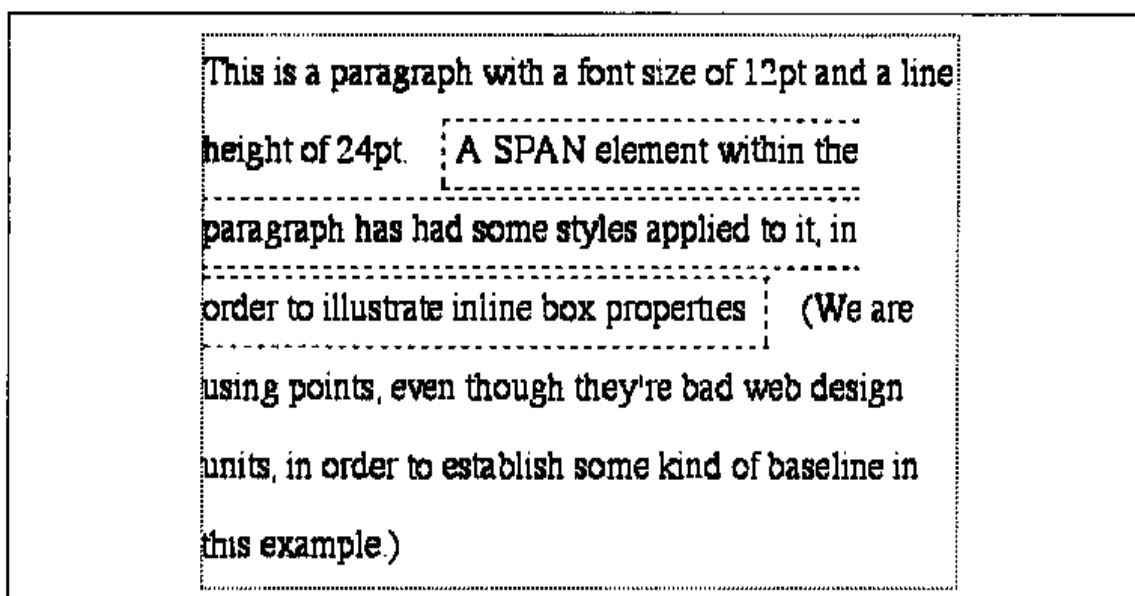 This is a paragraph with a font size of 12pt and a line
height of 24pt. A SPAN element within the
paragraph has had some styles applied to it, in
order to illustrate inline box properties (We are
using points, even though they're bad web design
units, in order to establish some kind of baseline in
this example.)